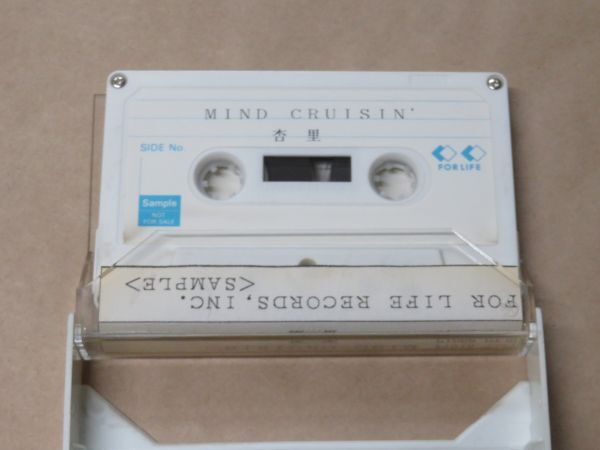 MIND CRUISIN'
杏里
SIDE No.
FOR LIFE
Sample
NOT
FOR SALE
FOR LIFE RECORDS, INC.
<SAMPLE>